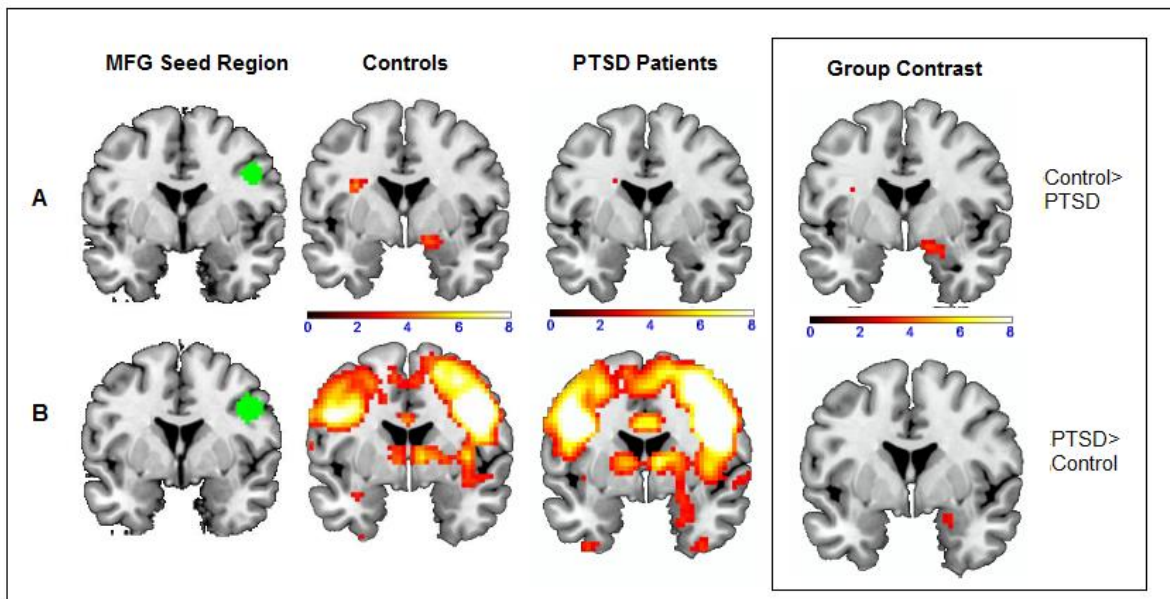 MFG Seed Region
Controls
PTSD Patients
Group Contrast
A
Control>
PTSD
0 2 4 6 8
0 2 4 6 8
0 2 4 6 8
B
PTSD>
Control